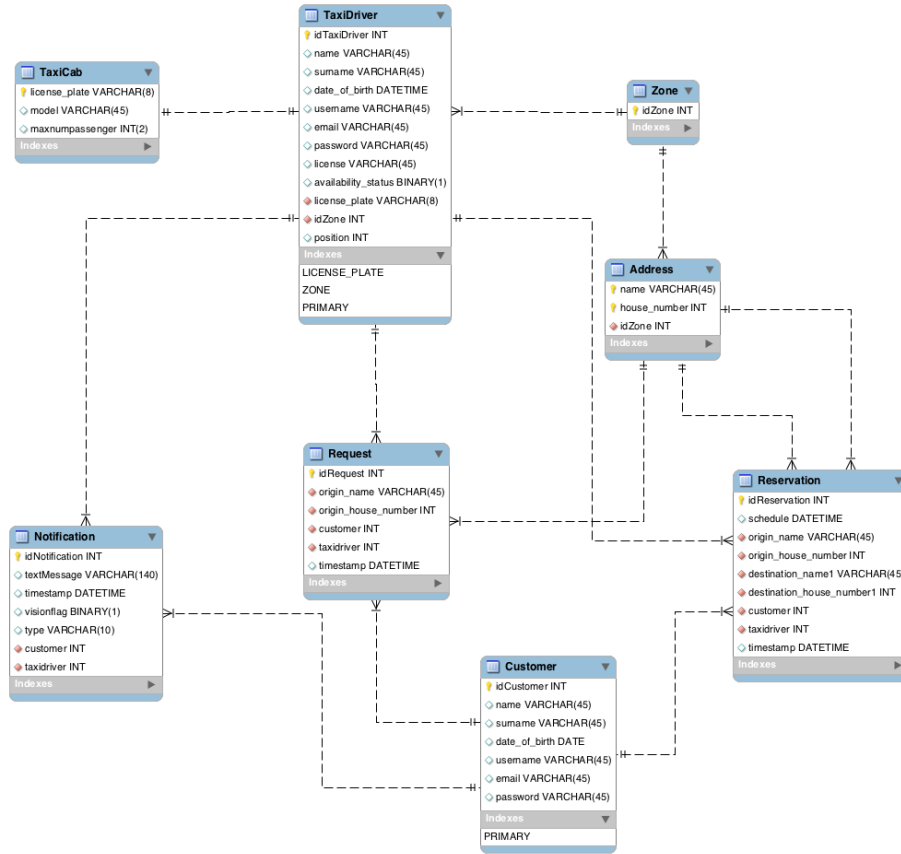 TaxiDriver
idTaxiDriver INT
name VARCHAR(45)
surname VARCHAR(45)
date_of_birth DATETIME
username VARCHAR(45)
email VARCHAR(45)
password VARCHAR(45)
license VARCHAR(45)
availability_status BINARY(1)
license_plate VARCHAR(8)
idZone INT
position INT
Indexes
LICENSE_PLATE
ZONE
PRIMARY
TaxiCab
license_plate VARCHAR(8)
model VARCHAR(45)
maxnumpassenger INT(2)
Indexes
Zone
idZone INT
Indexes
Address
name VARCHAR(45)
house_number INT
idZone INT
Indexes
Request
idRequest INT
origin_name VARCHAR(45)
origin_house_number INT
customer INT
taxidriver INT
timestamp DATETIME
Indexes
Reservation
idReservation INT
schedule DATETIME
origin_name VARCHAR(45)
origin_house_number INT
destination_name1 VARCHAR(45
destination_house_number1 INT
customer INT
taxidriver INT
timestamp DATETIME
Indexes
Notification
idNotification INT
textMessage VARCHAR(140)
timestamp DATETIME
visionflag BINARY(1)
type VARCHAR(10)
customer INT
taxidriver INT
Indexes
Customer
idCustomer INT
name VARCHAR(45)
surname VARCHAR(45)
date_of_birth DATE
username VARCHAR(45)
email VARCHAR(45)
password VARCHAR(45)
Indexes
PRIMARY